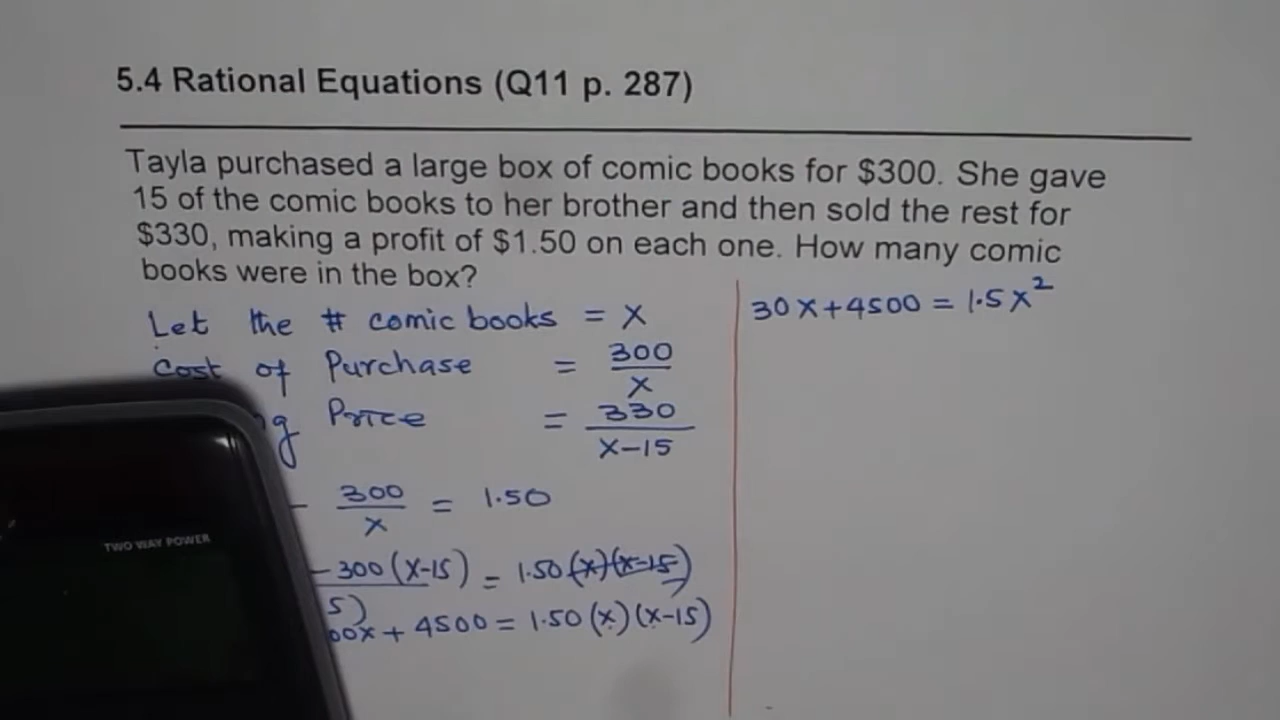 5.4 Rational Equations (Q11 p. 287)
Tayla purchased a large box of comic books for $300. She gave
15 of the comic books to her brother and then sold the rest for
$330, making a profit of $1.50 on each one. How many comic
books were in the box?
Let the # comic books = x
Cost of Purchase = 300/x
Price = 330/x-15
- 300/x = 1.50
- 300(x-15) = 1.50(x)(x-15)
5)
00x + 4500 = 1.50(x)(x-15)
30x + 4500 = 1.5x²
TWO WAY POWER